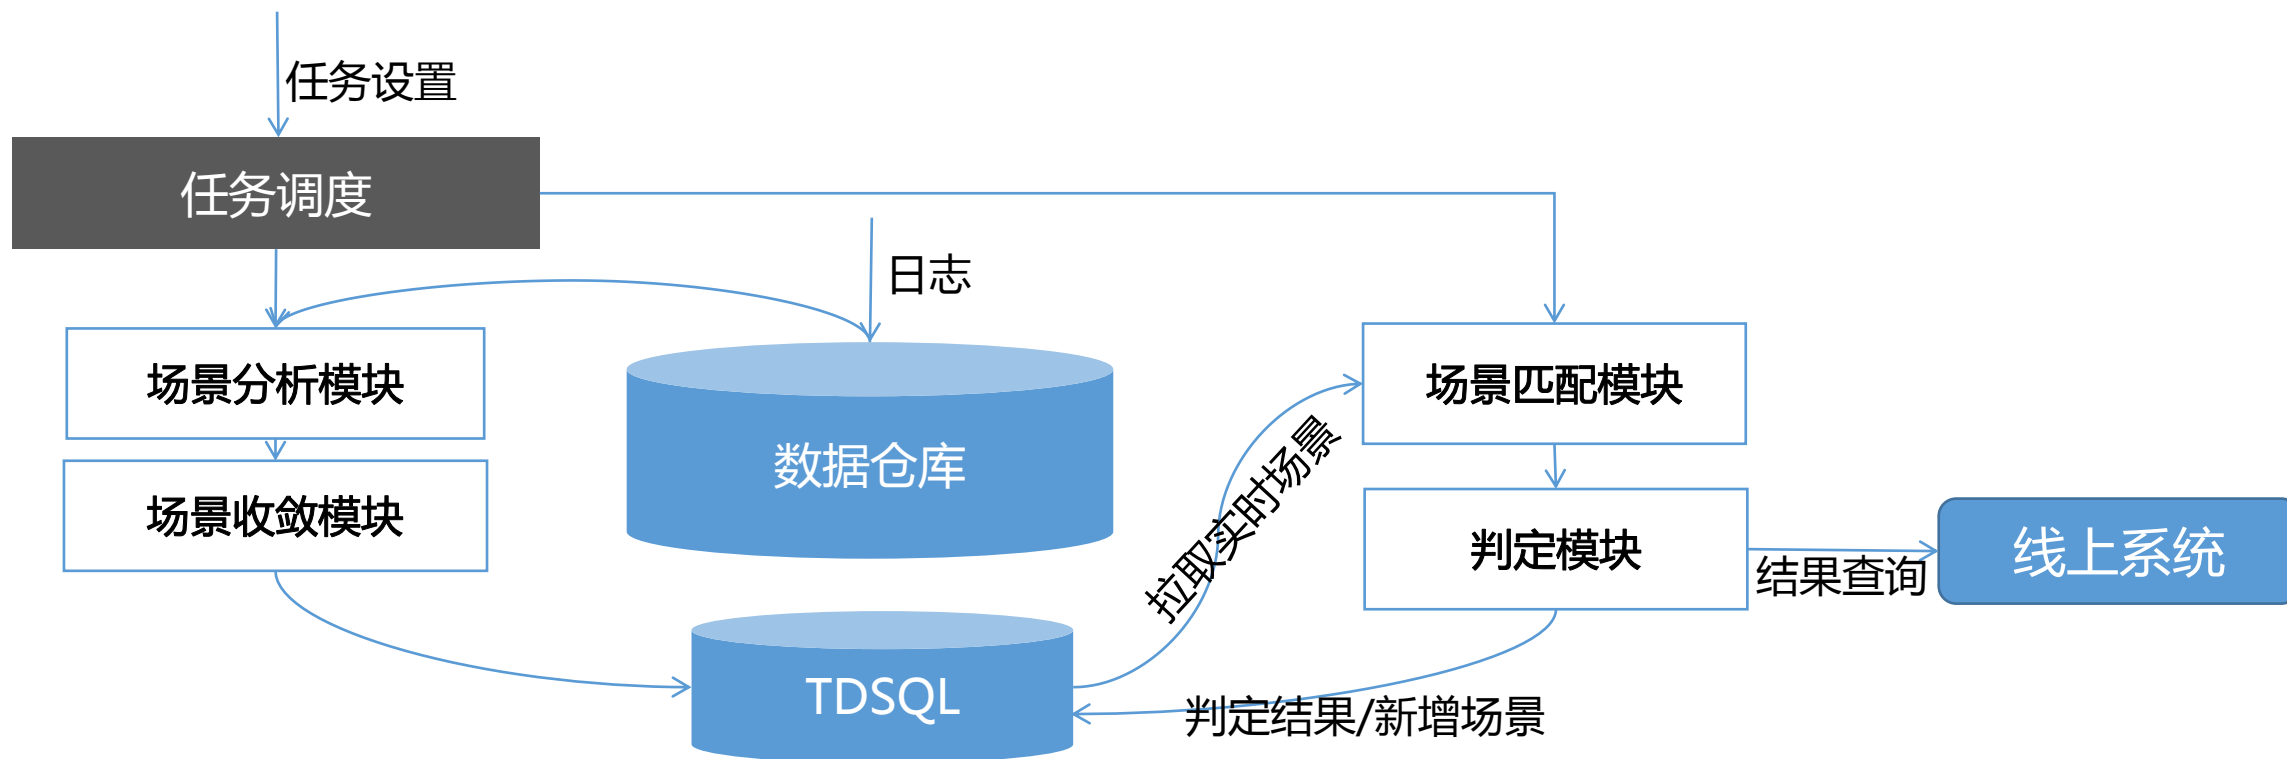 任务设置
任务调度
日志
场景分析模块
场景匹配模块
数据仓库
拉取实时场景
场景收敛模块
判定模块
结果查询
线上系统
TDSQL
判定结果/新增场景